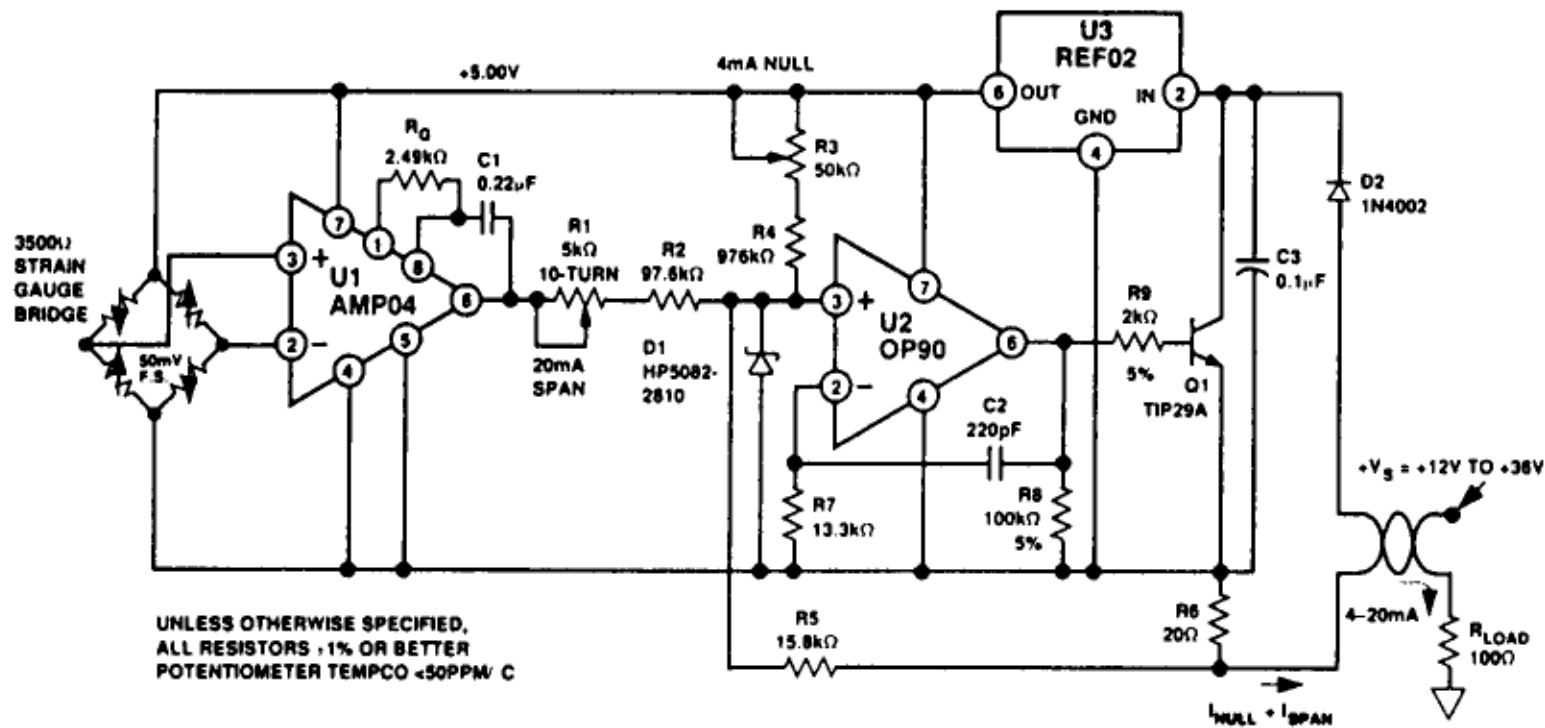 U3
REF02
+5.00V
4mA NULL
6
OUT
IN
2
GND
4
R_G
2.49kΩ
C1
0.22µF
R3
50kΩ
D2
1N4002
3500Ω
STRAIN
GAUGE
BRIDGE
50mV
F.S.
7
1
8
3
+
U1
AMP04
6
5
2
−
4
R1
5kΩ
10-TURN
20mA
SPAN
R2
97.6kΩ
R4
976kΩ
C3
0.1µF
D1
HP5082-
2810
3
+
7
U2
OP90
6
2
−
4
R9
2kΩ
5%
Q1
TIP29A
C2
220pF
+V_S = +12V TO +36V
R7
13.3kΩ
R8
100kΩ
5%
R6
20Ω
4–20mA
R_LOAD
100Ω
R5
15.8kΩ
I_NULL + I_SPAN
UNLESS OTHERWISE SPECIFIED,
ALL RESISTORS 1% OR BETTER
POTENTIOMETER TEMPCO <50PPM/ C